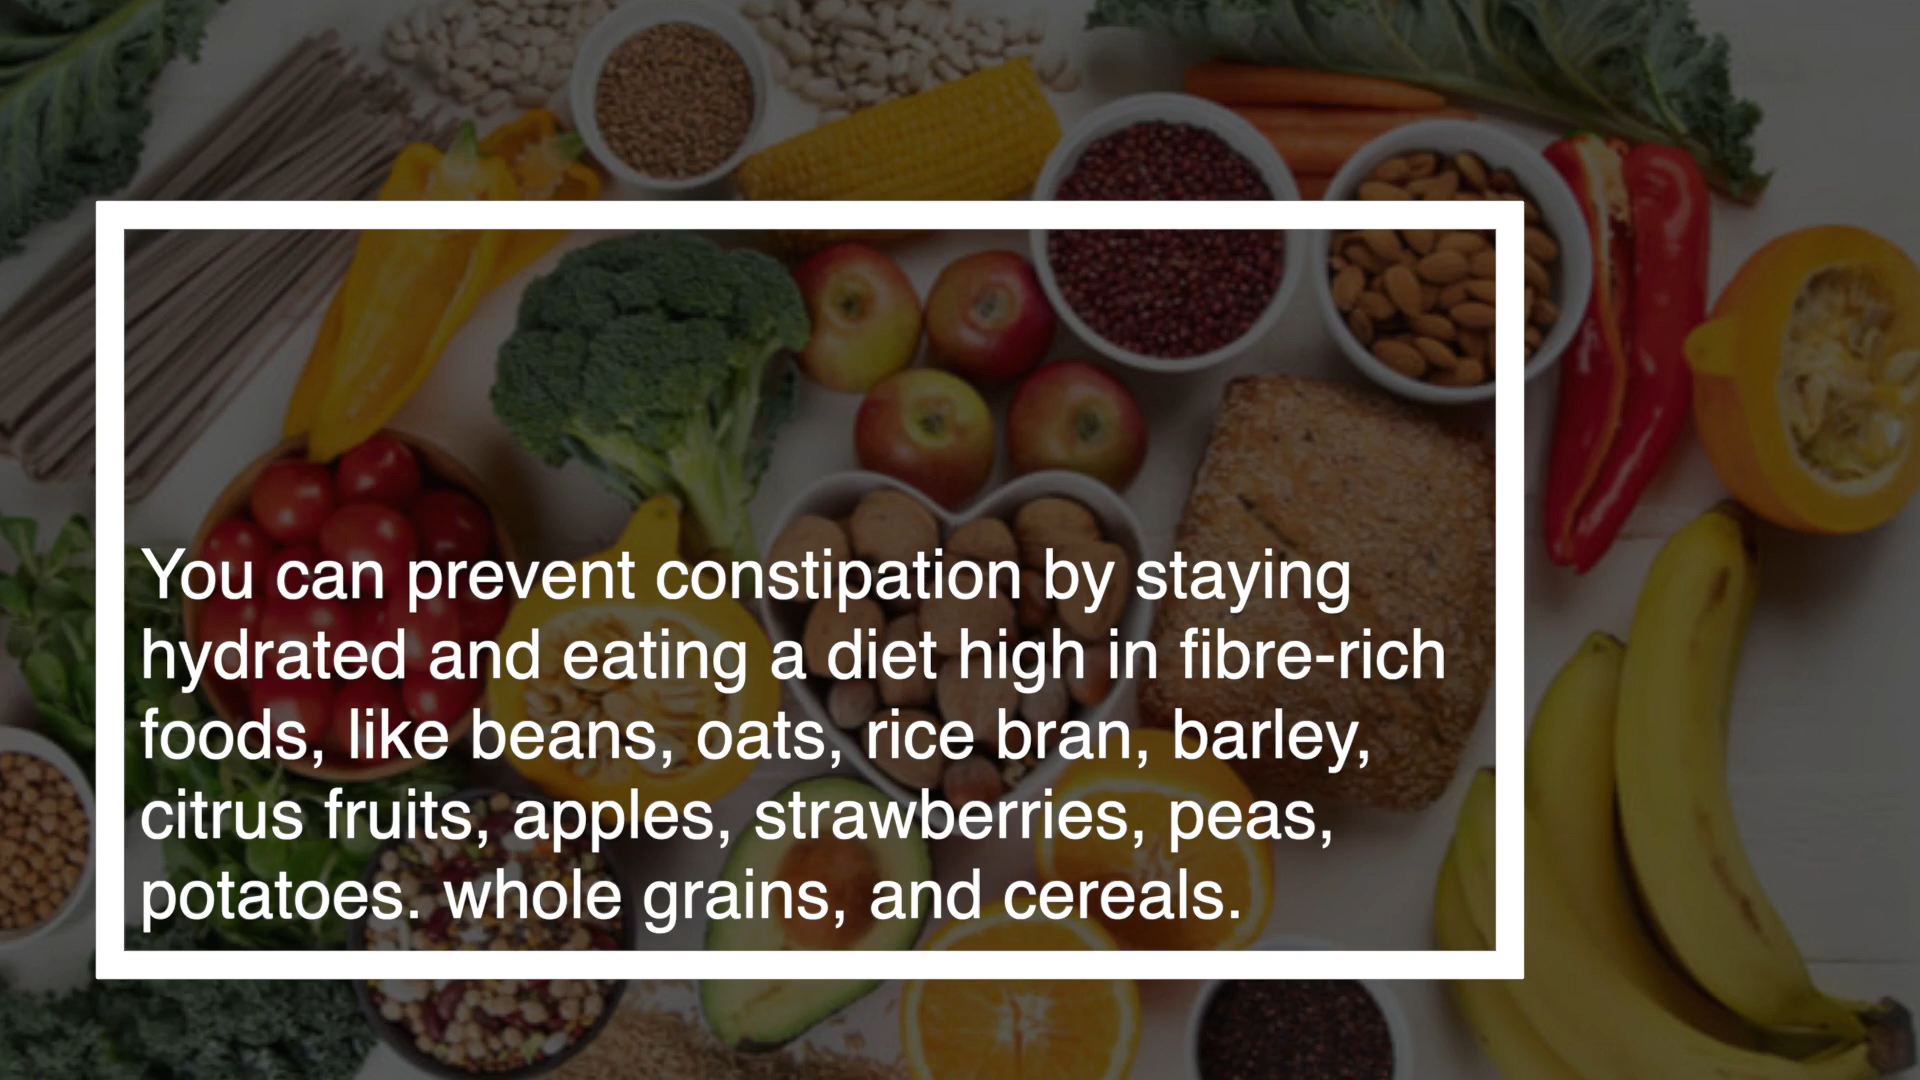 You can prevent constipation by staying
hydrated and eating a diet high in fibre-rich
foods, like beans, oats, rice bran, barley,
citrus fruits, apples, strawberries, peas,
potatoes. whole grains, and cereals.